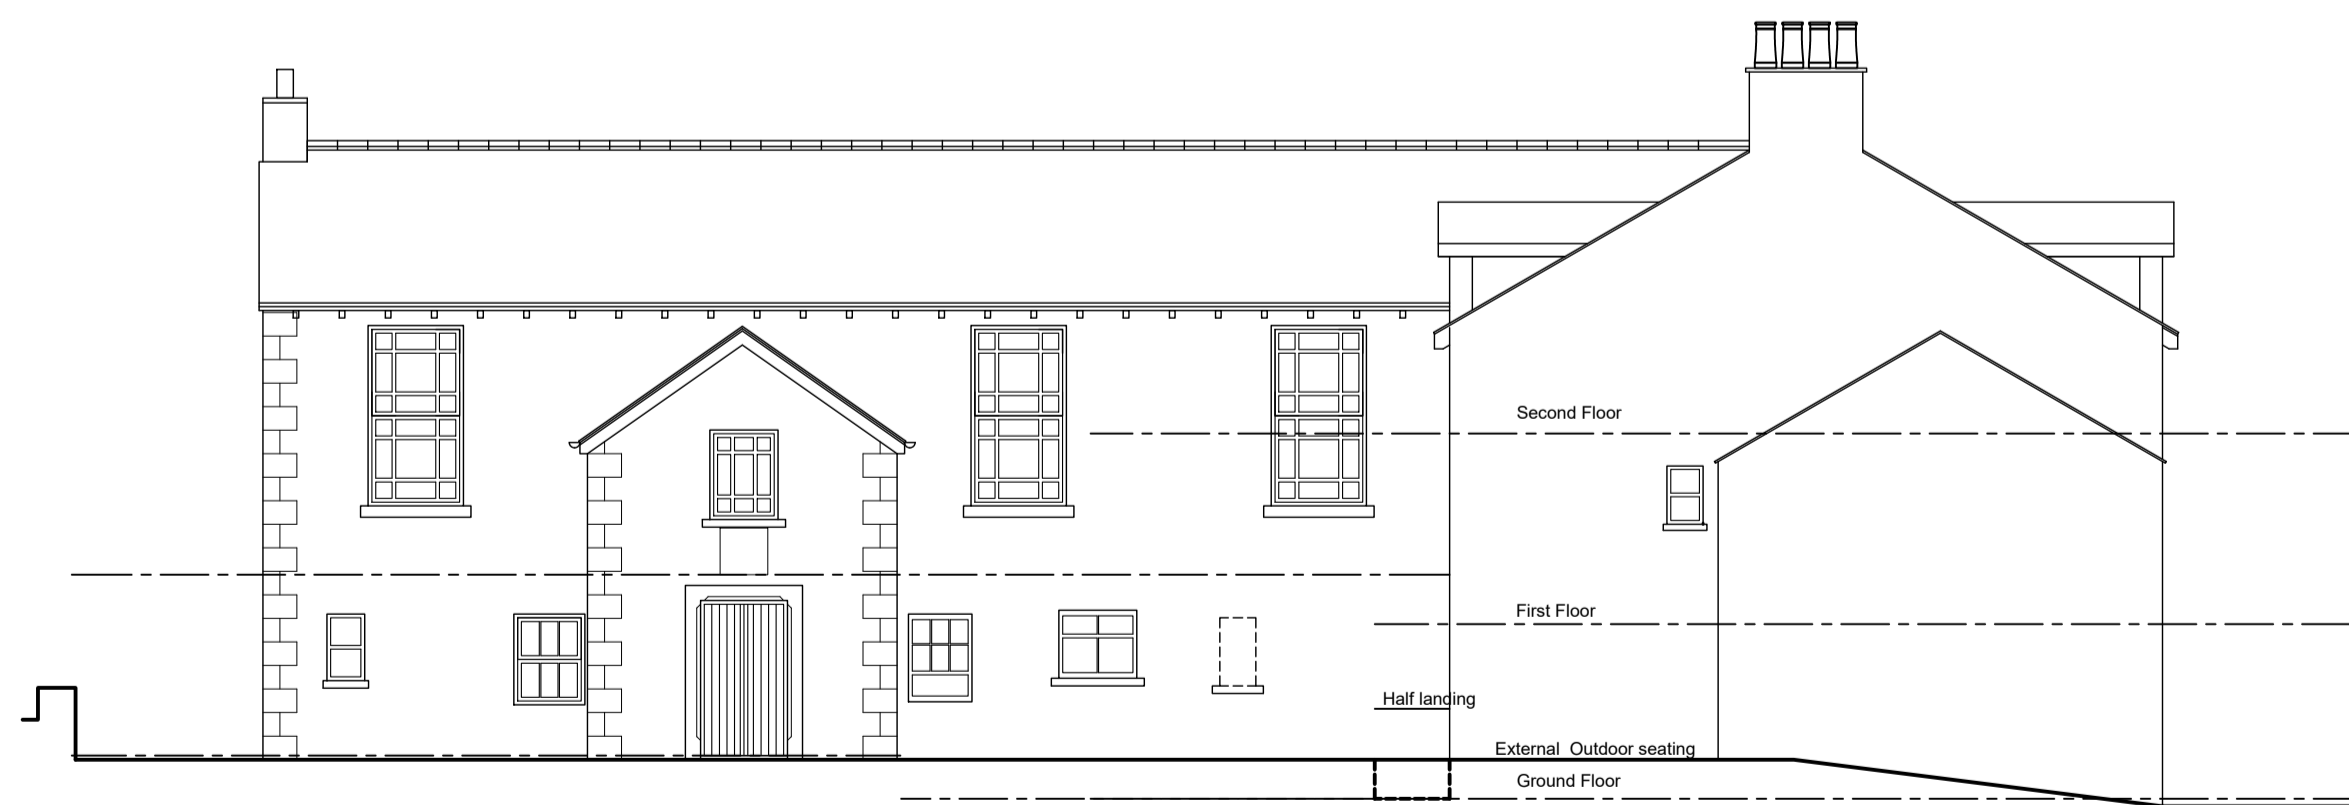 Second Floor
First Floor
Half landing
External Outdoor seating
Ground Floor